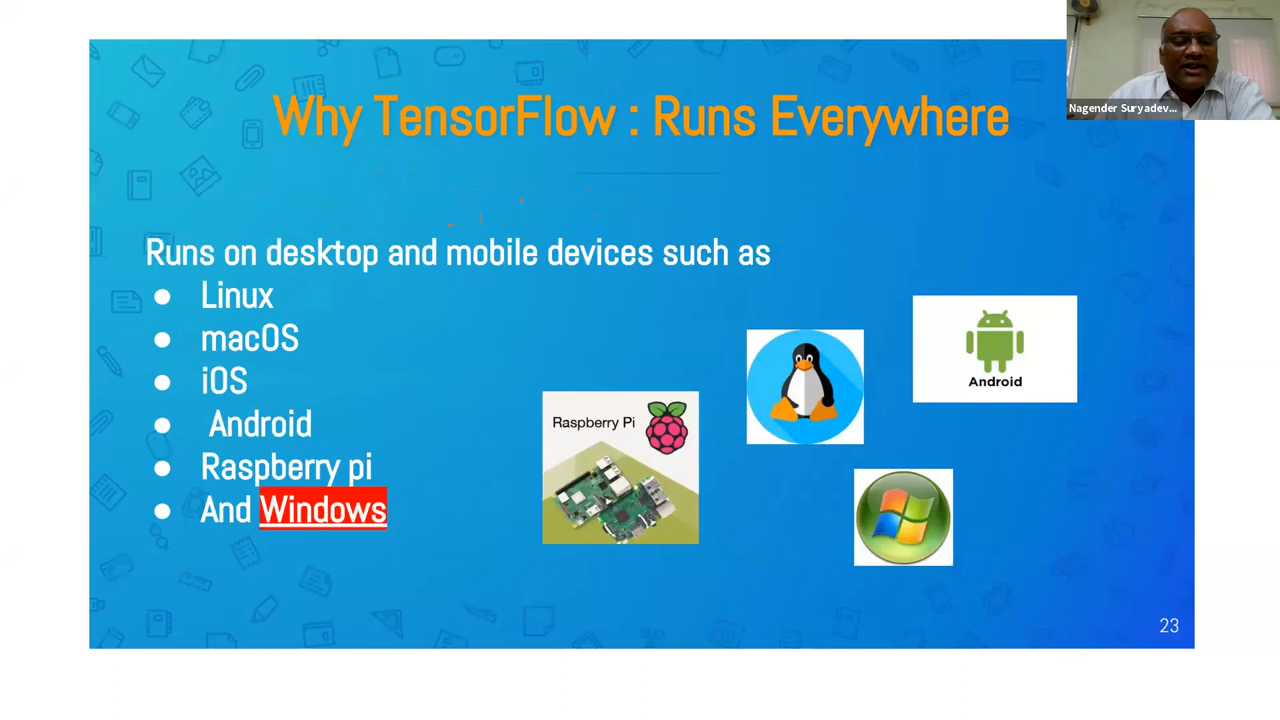 Nagender Suryadev...
Why TensorFlow : Runs Everywhere
Runs on desktop and mobile devices such as
● Linux
● macOS
● iOS
● Android
● Raspberry pi
● And Windows
Raspberry Pi
Android
23